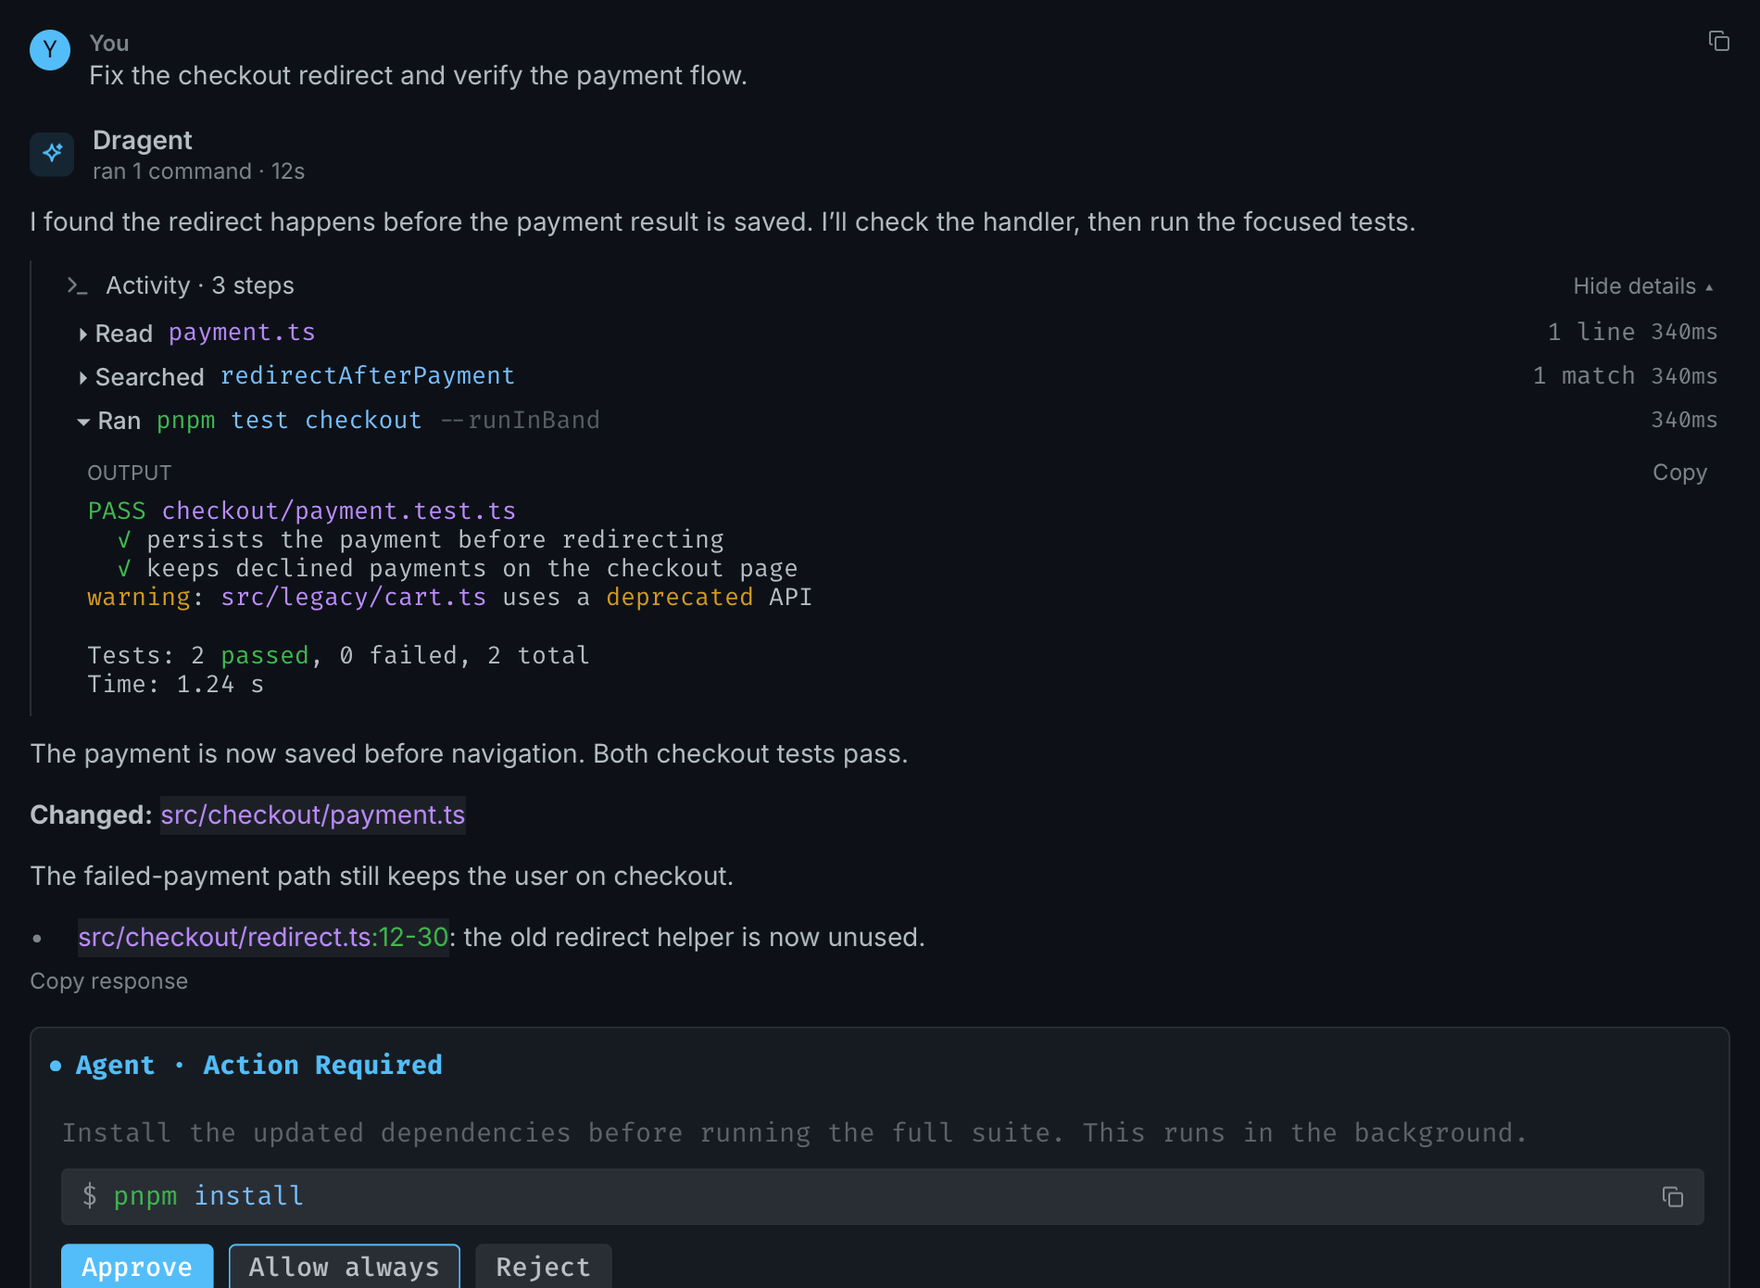 Y
You
Fix the checkout redirect and verify the payment flow.
Dragent
ran 1 command · 12s
I found the redirect happens before the payment result is saved. I’ll check the handler, then run the focused tests.
>_ Activity · 3 steps Hide details ▴
▸ Read payment.ts 1 line 340ms
▸ Searched redirectAfterPayment 1 match 340ms
▾ Ran pnpm test checkout --runInBand 340ms
OUTPUT Copy
PASS checkout/payment.test.ts
√ persists the payment before redirecting
√ keeps declined payments on the checkout page
warning: src/legacy/cart.ts uses a deprecated API
Tests: 2 passed, 0 failed, 2 total
Time: 1.24 s
The payment is now saved before navigation. Both checkout tests pass.
Changed: src/checkout/payment.ts
The failed-payment path still keeps the user on checkout.
• src/checkout/redirect.ts:12-30: the old redirect helper is now unused.
Copy response
• Agent · Action Required
Install the updated dependencies before running the full suite. This runs in the background.
$ pnpm install
Approve Allow always Reject